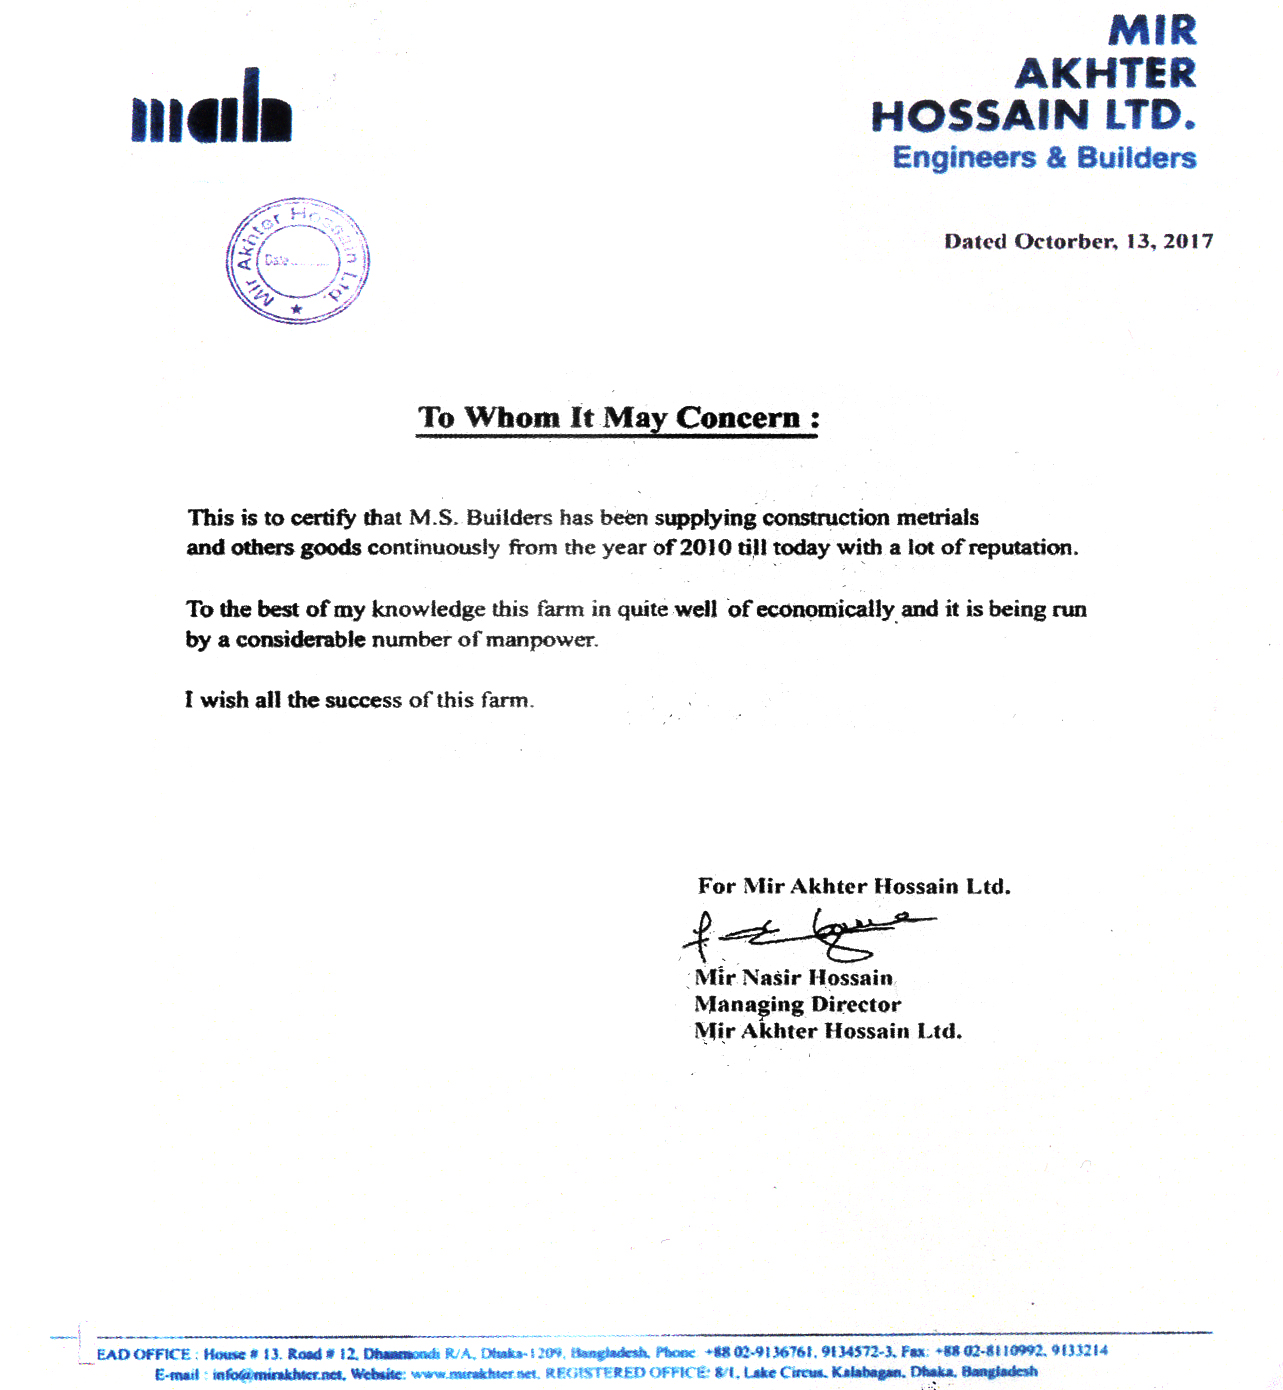 mah
MIR
AKHTER
HOSSAIN LTD.
Engineers & Builders
Mir Akhter Hossain Ltd.
Date
Dated Octorber, 13, 2017
To Whom It May Concern :
This is to certify that M.S. Builders has been supplying construction metrials
and others goods continuously from the year of 2010 till today with a lot of reputation.
To the best of my knowledge this farm in quite well of economically and it is being run
by a considerable number of manpower.
I wish all the success of this farm.
For Mir Akhter Hossain Ltd.
Mir Nasir Hossain
Managing Director
Mir Akhter Hossain Ltd.
EAD OFFICE : House # 13, Road # 12, Dhanmondi R/A, Dhaka-1209, Bangladesh, Phone +88 02-9136761, 9134572-3, Fax: +88 02-8110992, 9133214
E-mail : info@mirakhter.net, Website: www.mirakhter.net, REGISTERED OFFICE: 8/1, Lake Circus, Kalabagan, Dhaka, Bangladesh